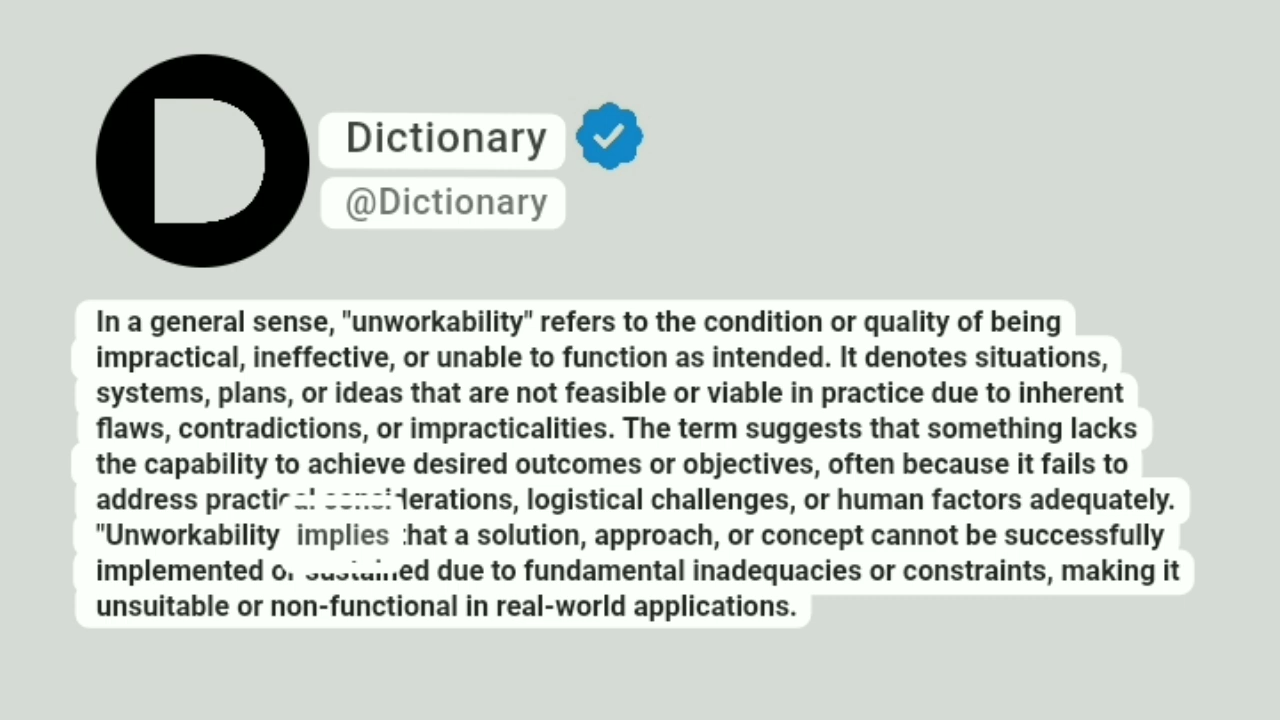 D
Dictionary
@Dictionary
In a general sense, "unworkability" refers to the condition or quality of being
impractical, ineffective, or unable to function as intended. It denotes situations,
systems, plans, or ideas that are not feasible or viable in practice due to inherent
flaws, contradictions, or impracticalities. The term suggests that something lacks
the capability to achieve desired outcomes or objectives, often because it fails to
address practical considerations, logistical challenges, or human factors adequately.
"Unworkability implies that a solution, approach, or concept cannot be successfully
implemented or sustained due to fundamental inadequacies or constraints, making it
unsuitable or non-functional in real-world applications.